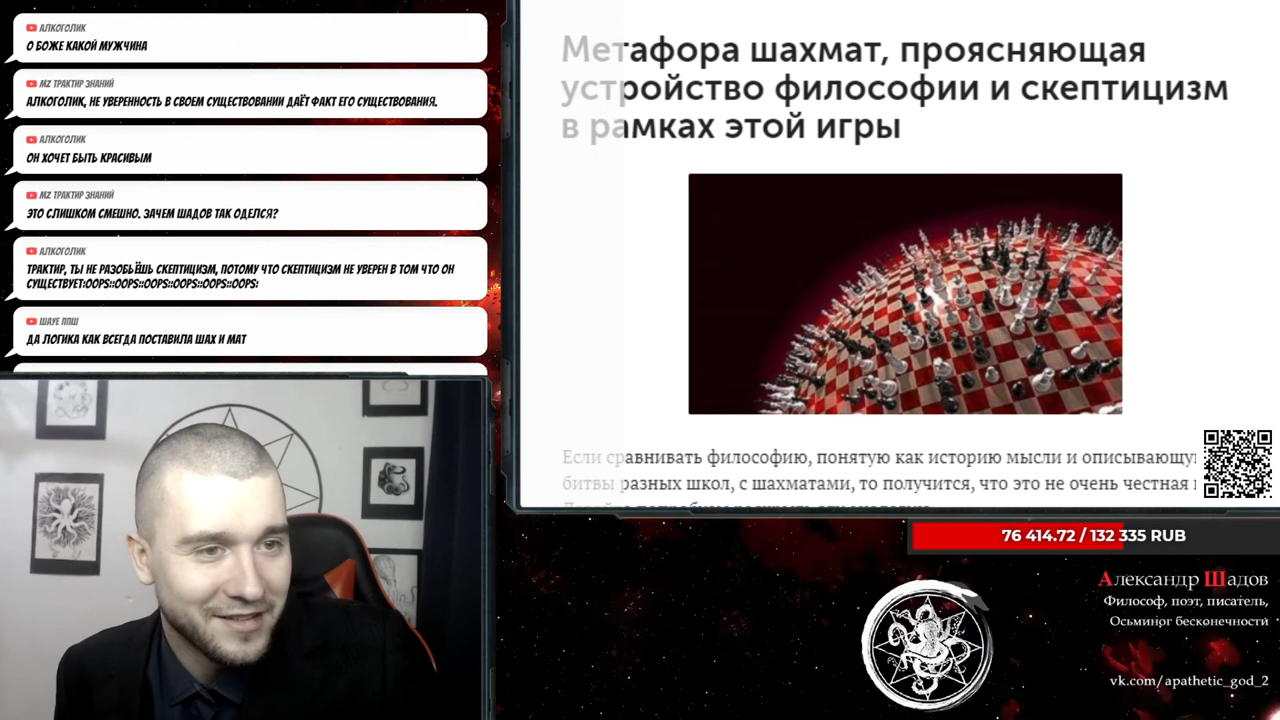 АЛКОГОЛИК
О БОЖЕ КАКОЙ МУЖЧИНА
MZ ТРАКТИР ЗНАНИЙ
АЛКОГОЛИК, НЕ УВЕРЕННОСТЬ В СВОЕМ СУЩЕСТВОВАНИИ ДАЁТ ФАКТ ЕГО СУЩЕСТВОВАНИЯ.
АЛКОГОЛИК
ОН ХОЧЕТ БЫТЬ КРАСИВЫМ
MZ ТРАКТИР ЗНАНИЙ
ЭТО СЛИШКОМ СМЕШНО. ЗАЧЕМ ШАДОВ ТАК ОДЕЛСЯ?
АЛКОГОЛИК
ТРАКТИР, ТЫ НЕ РАЗОБЬЁШЬ СКЕПТИЦИЗМ, ПОТОМУ ЧТО СКЕПТИЦИЗМ НЕ УВЕРЕН В ТОМ ЧТО ОН
СУЩЕСТВУЕТ:OOPS::OOPS::OOPS::OOPS::OOPS::OOPS:
ШАУЕ ППШ
ДА ЛОГИКА КАК ВСЕГДА ПОСТАВИЛА ШАХ И МАТ
Метафора шахмат, проясняющая
устройство философии и скептицизм
в рамках этой игры
Если сравнивать философию, понятую как историю мысли и описывающу
битвы разных школ, с шахматами, то получится, что это не очень честная
76 414.72 / 132 335 RUB
Александр Шадов
Философ, поэт, писатель,
Осьминог бесконечности
vk.com/apathetic_god_2